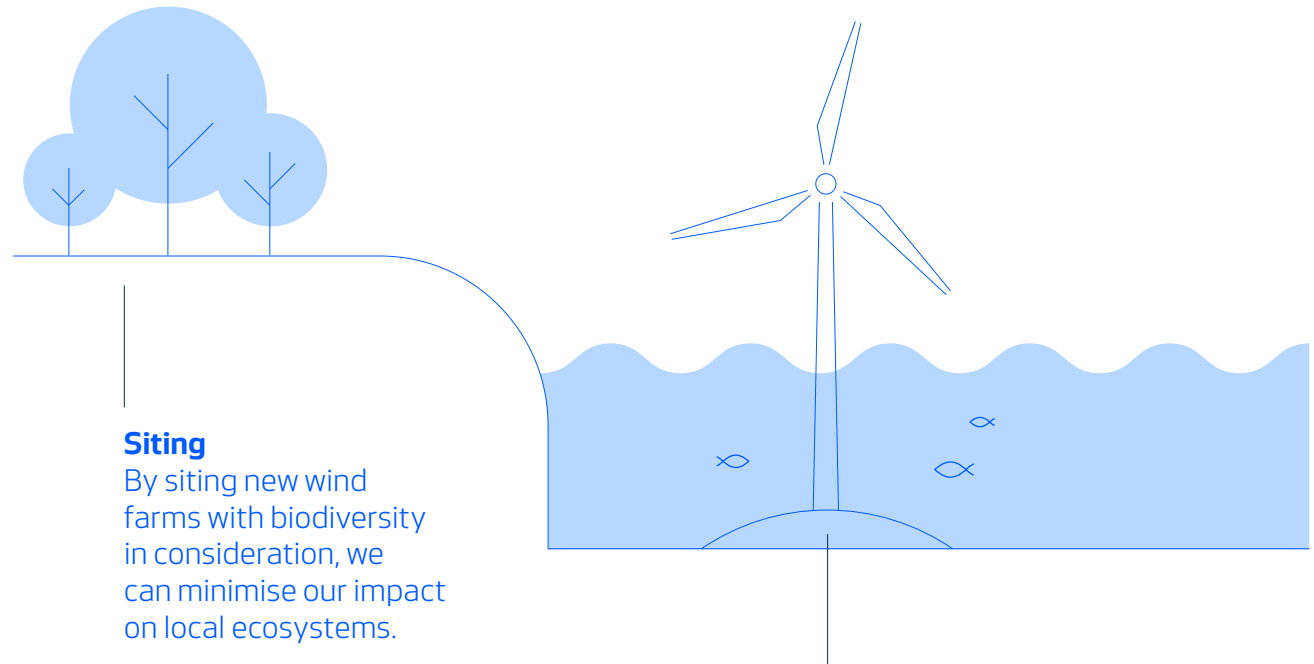 Siting
By siting new wind
farms with biodiversity
in consideration, we
can minimise our impact
on local ecosystems.